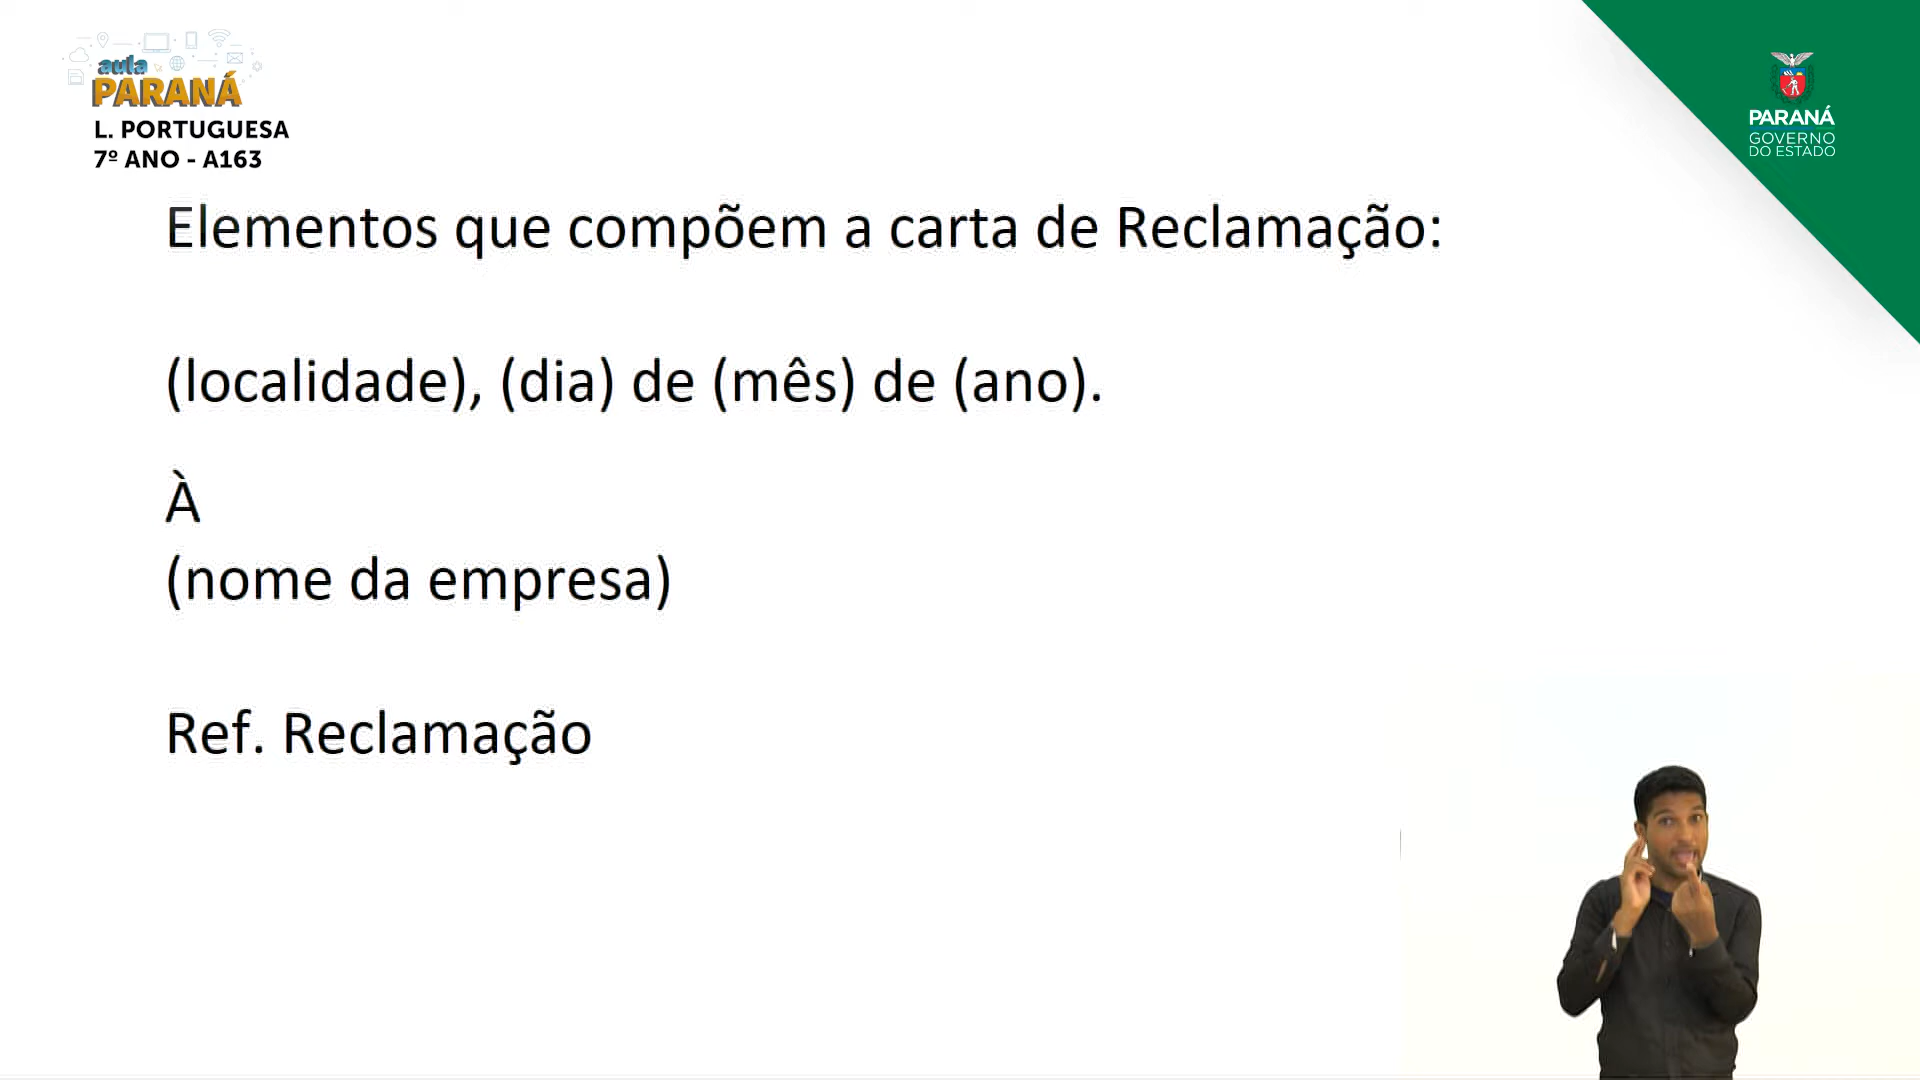 aula
PARANÁ
L. PORTUGUESA
7º ANO - A163
PARANÁ
GOVERNO
DO ESTADO
Elementos que compõem a carta de Reclamação:
(localidade), (dia) de (mês) de (ano).
À
(nome da empresa)
Ref. Reclamação